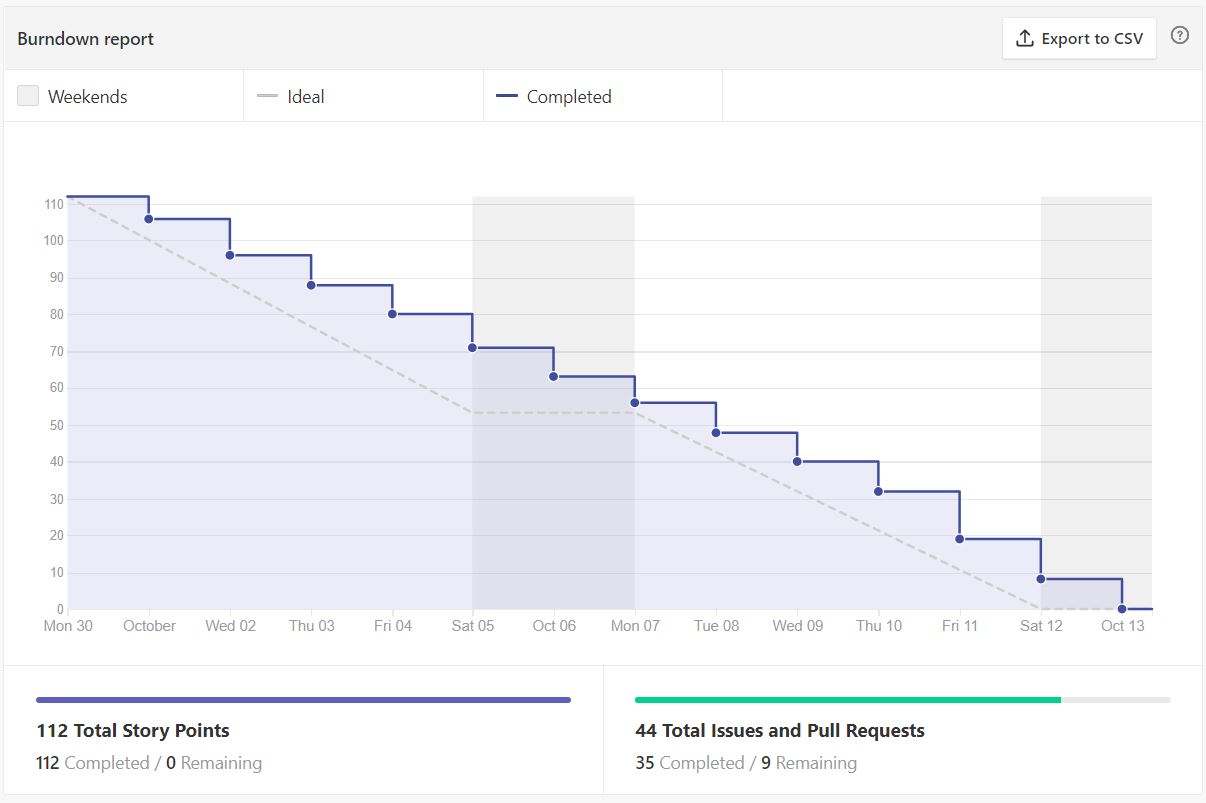 Burndown report
Export to CSV
?
Weekends
Ideal
Completed
110
100
90
80
70
60
50
40
30
20
10
0
Mon 30 October Wed 02 Thu 03 Fri 04 Sat 05 Oct 06 Mon 07 Tue 08 Wed 09 Thu 10 Fri 11 Sat 12 Oct 13
112 Total Story Points
112 Completed / 0 Remaining
44 Total Issues and Pull Requests
35 Completed / 9 Remaining